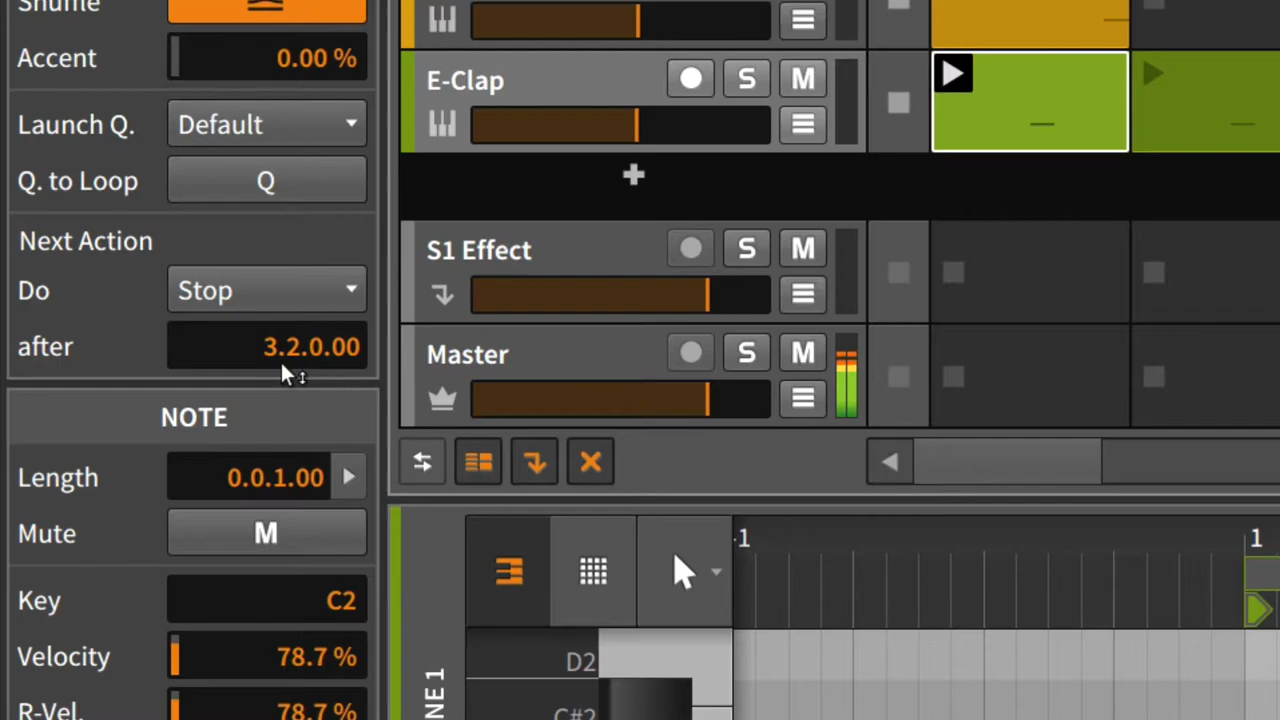 Shuffle
Accent 0.00 %
Launch Q. Default
Q. to Loop Q
Next Action
Do Stop
after 3.2.0.00
NOTE
Length 0.0.1.00
Mute M
Key C2
Velocity 78.7 %
R-Vel. 78.7 %
E-Clap S M
S1 Effect S M
Master S M
-1 1
D2
C#2
NE 1